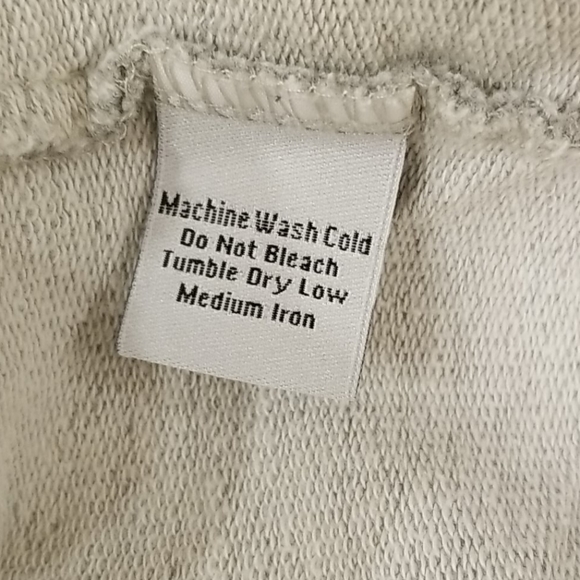 Machine Wash Cold
Do Not Bleach
Tumble Dry Low
Medium Iron